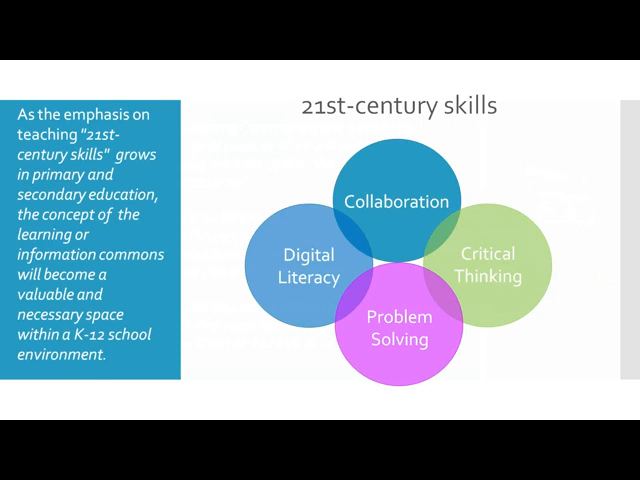 As the emphasis on
teaching "21st-
century skills" grows
in primary and
secondary education,
the concept of the
learning or
information commons
will become a
valuable and
necessary space
within a K-12 school
environment.
21st-century skills
Collaboration
Digital
Literacy
Critical
Thinking
Problem
Solving